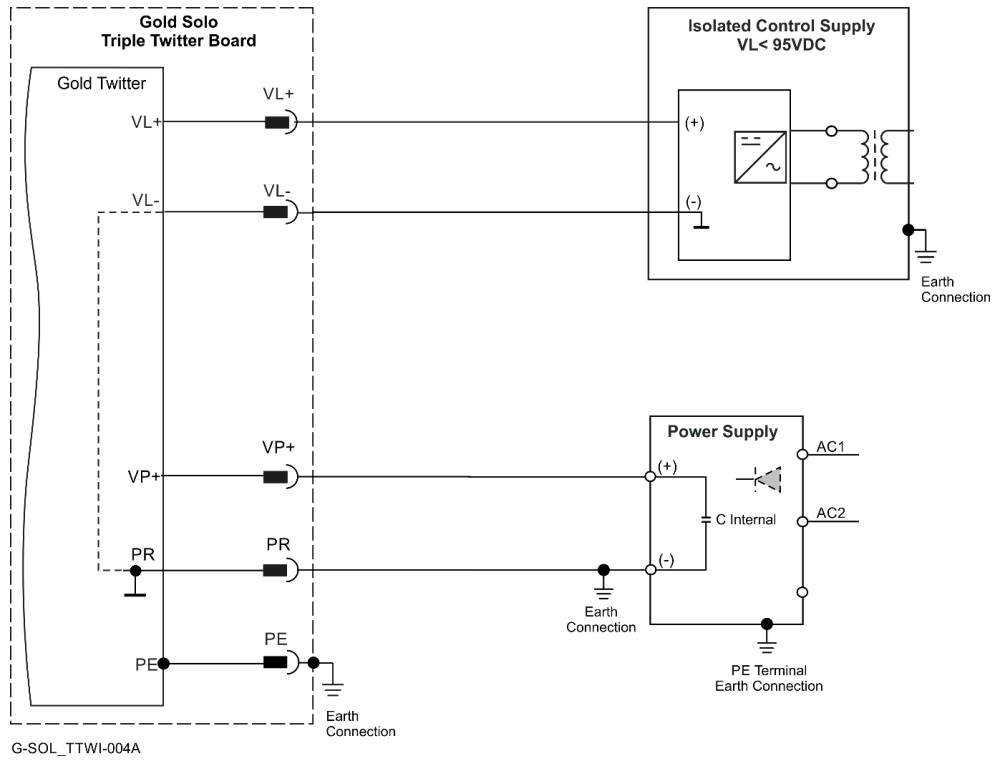 Gold Solo
Triple Twitter Board
Gold Twitter
VL+
VL+
VL-
VL-
VP+
VP+
PR
PR
PE
PE
Earth
Connection
Isolated Control Supply
VL< 95VDC
(+)
(-)
Earth
Connection
Power Supply
(+)
C Internal
(-)
AC1
AC2
Earth
Connection
PE Terminal
Earth Connection
G-SOL_TTWI-004A